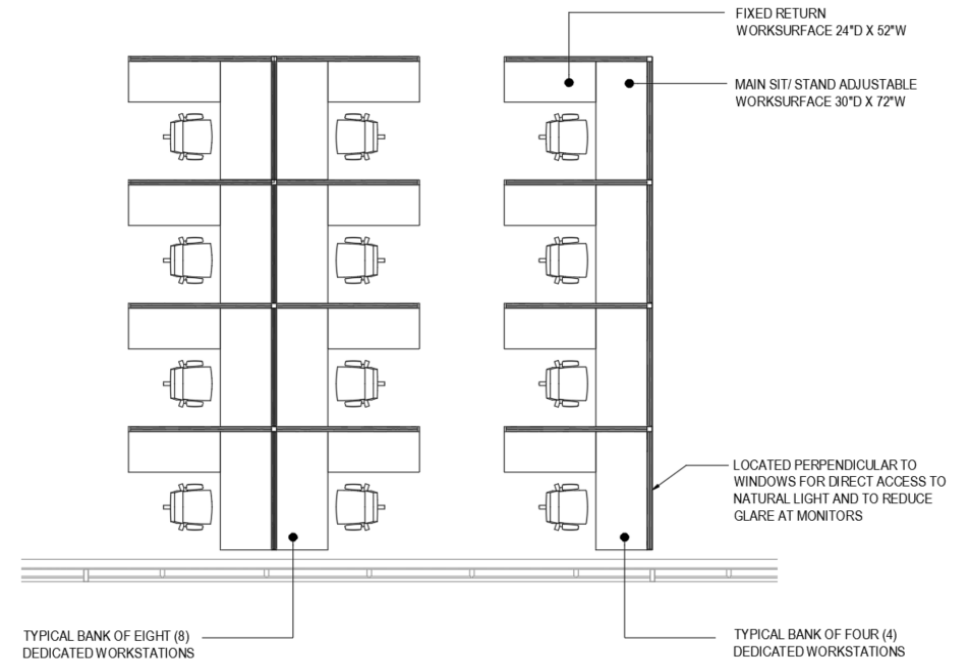 FIXED RETURN
WORKSURFACE 24"D X 52"W
MAIN SIT/ STAND ADJUSTABLE
WORKSURFACE 30"D X 72"W
LOCATED PERPENDICULAR TO
WINDOWS FOR DIRECT ACCESS TO
NATURAL LIGHT AND TO REDUCE
GLARE AT MONITORS
TYPICAL BANK OF EIGHT (8)
DEDICATED WORKSTATIONS
TYPICAL BANK OF FOUR (4)
DEDICATED WORKSTATIONS